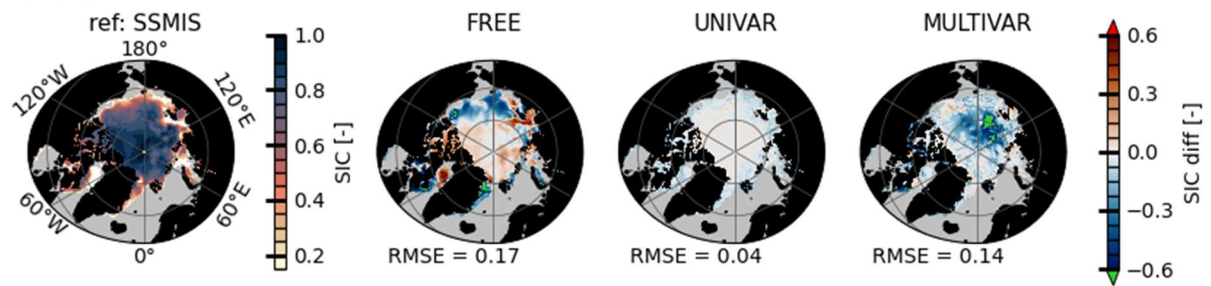 ref: SSMIS
180°
120°W
120°E
60°W
60°E
0°
1.0
0.8
0.6
0.4
0.2
SIC [-]
FREE
RMSE = 0.17
UNIVAR
RMSE = 0.04
MULTIVAR
RMSE = 0.14
0.6
0.3
0.0
−0.3
−0.6
SIC diff [-]